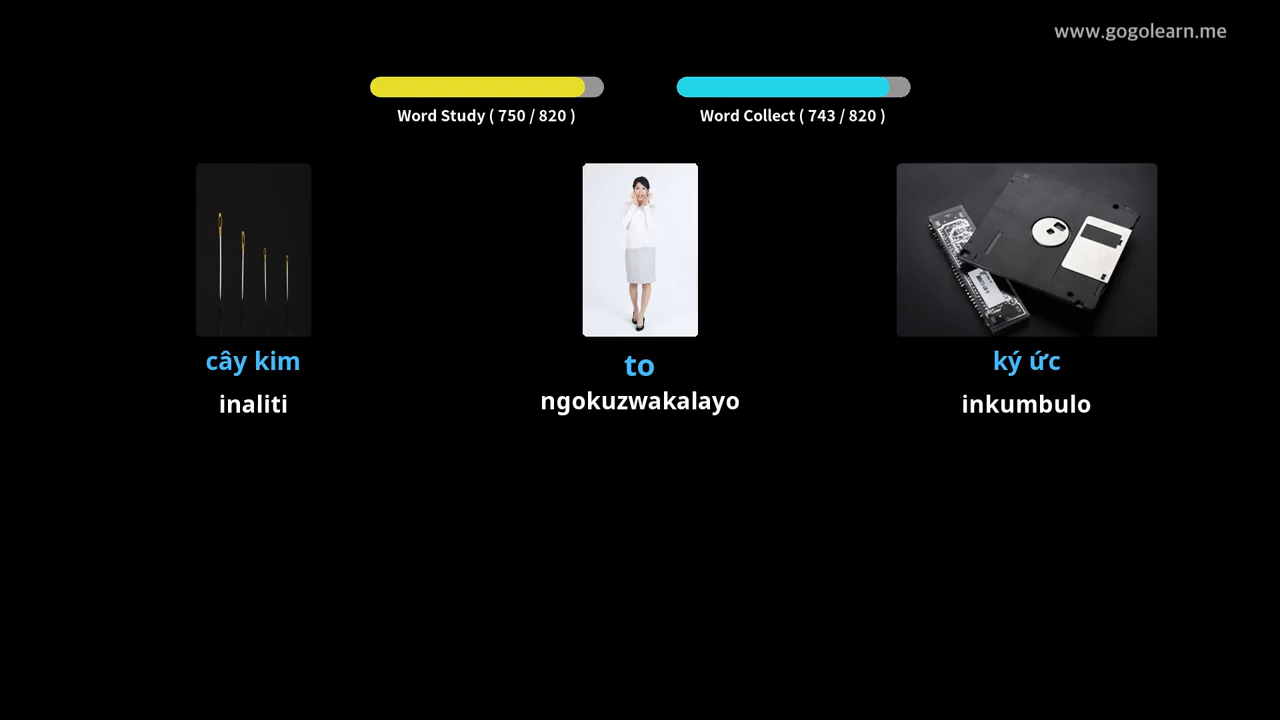 www.gogolearn.me
Word Study ( 750 / 820 )
Word Collect ( 743 / 820 )
cây kim
inaliti
to
ngokuzwakalayo
ký ức
inkumbulo